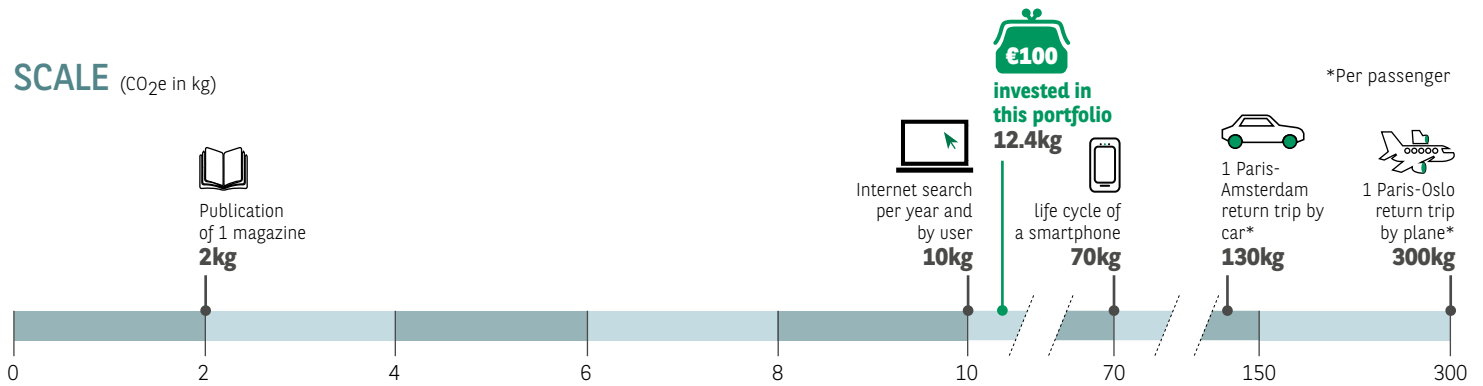 SCALE (CO2e in kg)
€100
invested in
this portfolio
12.4kg
*Per passenger
Publication
of 1 magazine
2kg
Internet search
per year and
by user
10kg
life cycle of
a smartphone
70kg
1 Paris-
Amsterdam
return trip by
car*
130kg
1 Paris-Oslo
return trip
by plane*
300kg
0 2 4 6 8 10 70 150 300